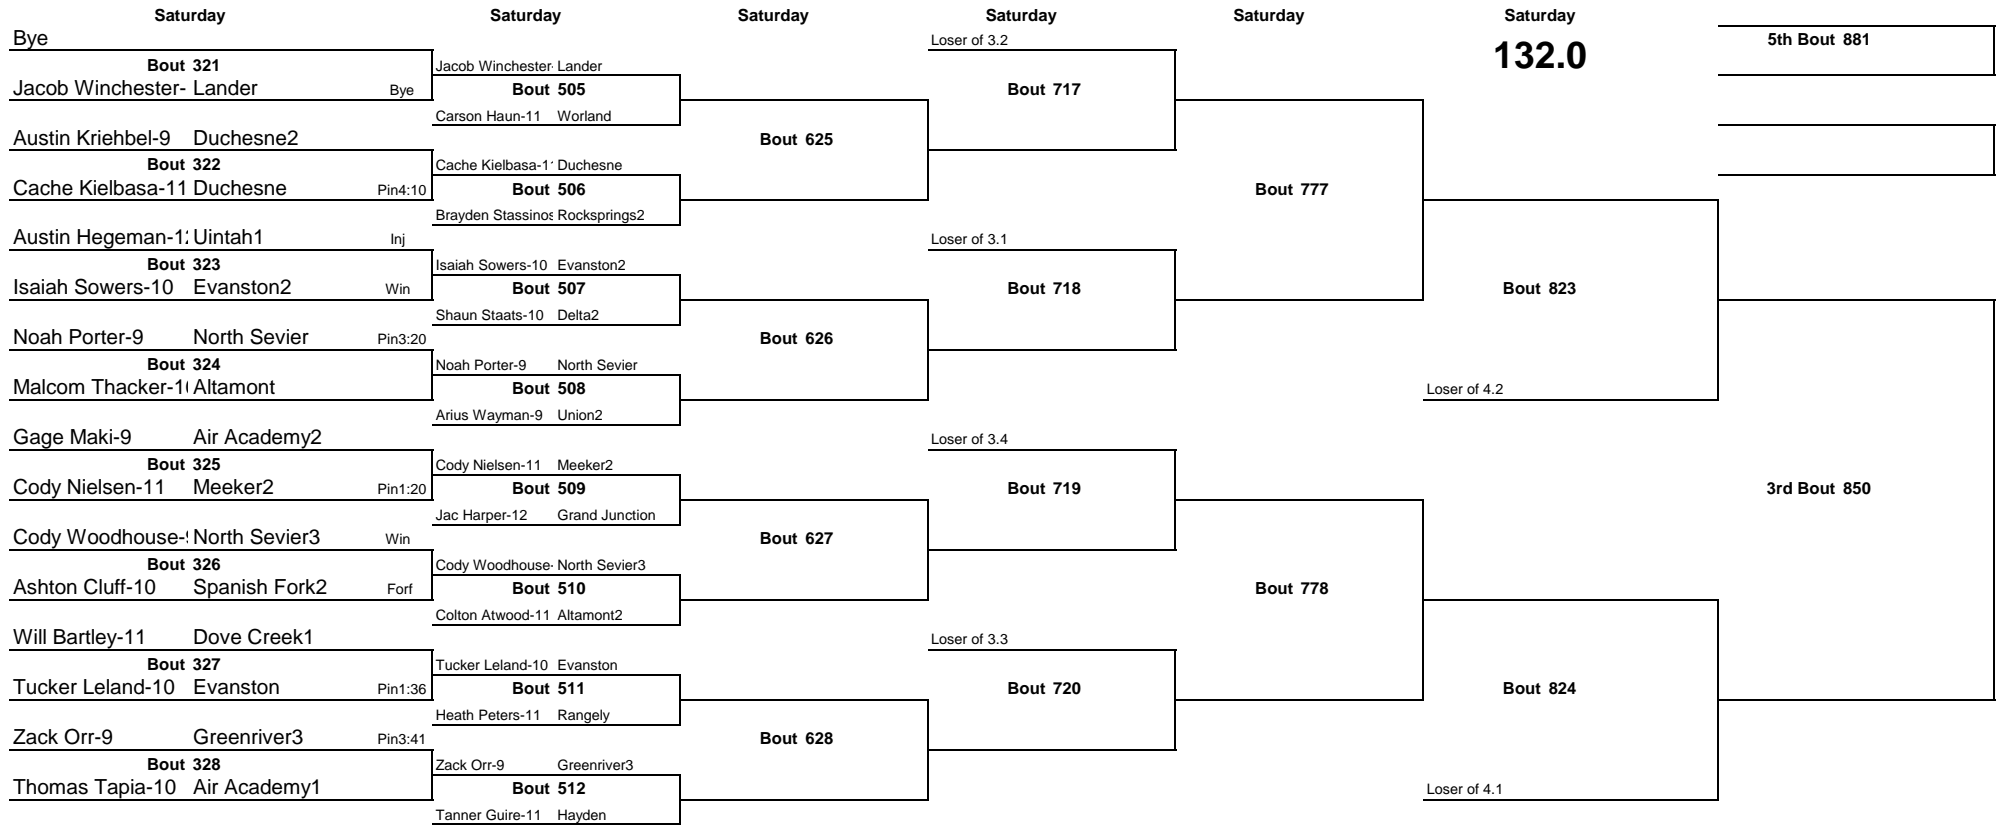 Saturday Saturday Saturday Saturday Saturday Saturday
Bye
Loser of 3.2
132.0
5th Bout 881
Bout 321
Jacob Winchester- Lander
Jacob Winchester- Lander Bye
Bout 505
Bout 717
Carson Haun-11 Worland
Austin Kriehbel-9 Duchesne2
Bout 625
Bout 322
Cache Kielbasa-1 Duchesne
Cache Kielbasa-11 Duchesne Pin4:10
Bout 506
Bout 777
Brayden Stassinos Rocksprings2
Austin Hegeman-1 Uintah1 Inj
Loser of 3.1
Bout 323
Isaiah Sowers-10 Evanston2
Isaiah Sowers-10 Evanston2 Win
Bout 507
Bout 718
Bout 823
Shaun Staats-10 Delta2
Noah Porter-9 North Sevier Pin3:20
Bout 626
Bout 324
Noah Porter-9 North Sevier
Malcom Thacker-1 Altamont
Bout 508
Loser of 4.2
Arius Wayman-9 Union2
Gage Maki-9 Air Academy2
Loser of 3.4
Bout 325
Cody Nielsen-11 Meeker2
Cody Nielsen-11 Meeker2 Pin1:20
Bout 509
Bout 719
3rd Bout 850
Jac Harper-12 Grand Junction
Cody Woodhouse- North Sevier3 Win
Bout 627
Bout 326
Cody Woodhouse- North Sevier3
Ashton Cluff-10 Spanish Fork2 Forf
Bout 510
Bout 778
Colton Atwood-11 Altamont2
Will Bartley-11 Dove Creek1
Loser of 3.3
Bout 327
Tucker Leland-10 Evanston
Tucker Leland-10 Evanston Pin1:36
Bout 511
Bout 720
Bout 824
Heath Peters-11 Rangely
Zack Orr-9 Greenriver3 Pin3:41
Bout 628
Bout 328
Zack Orr-9 Greenriver3
Thomas Tapia-10 Air Academy1
Bout 512
Loser of 4.1
Tanner Guire-11 Hayden